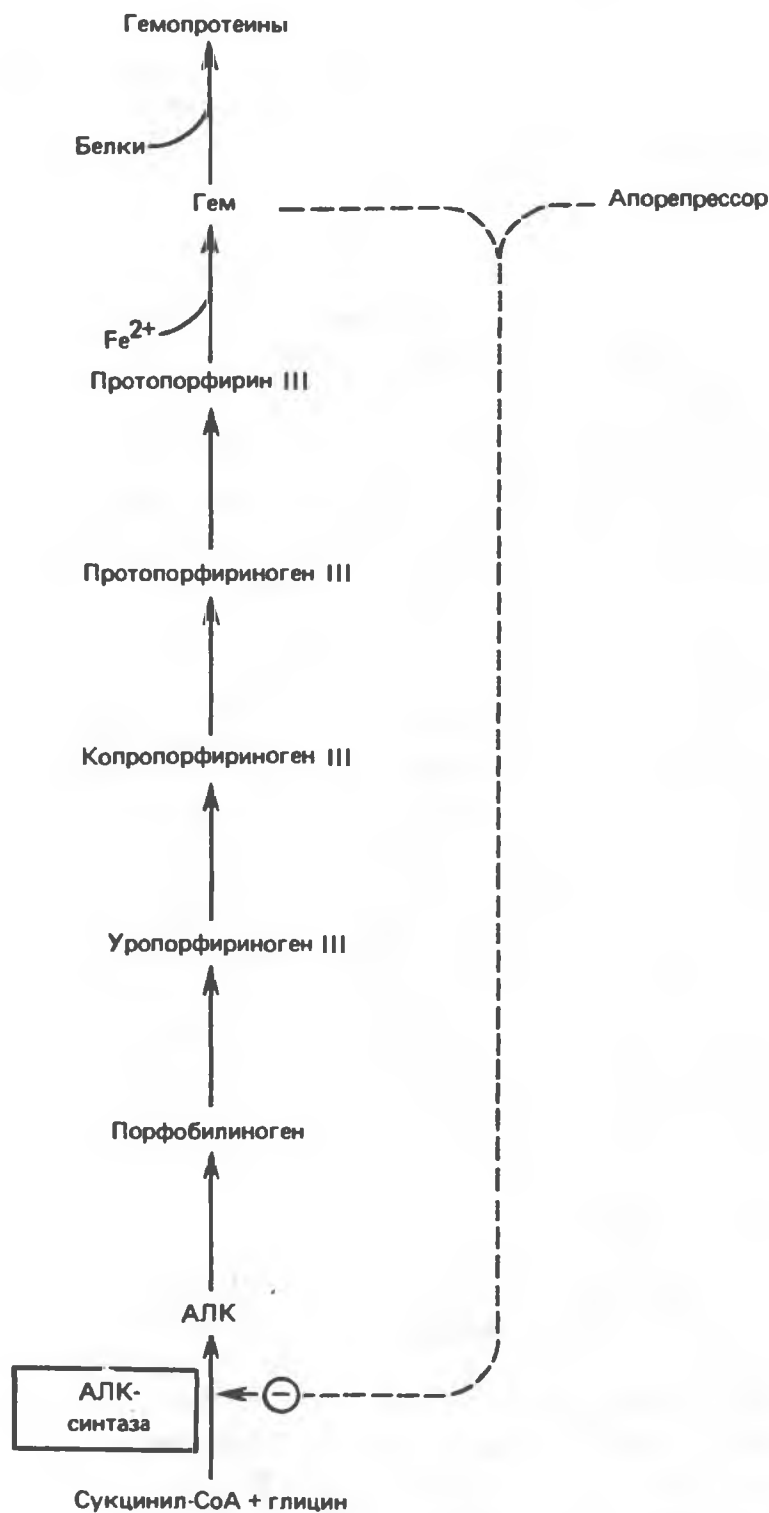 Гемопротеины
Белки
Гем
Апорепрессор
Fe2+
Протопорфирин III
Протопорфириноген III
Копропорфириноген III
Уропорфириноген III
Порфобилиноген
АЛК
АЛК-
синтаза
−
Сукцинил-СоА + глицин